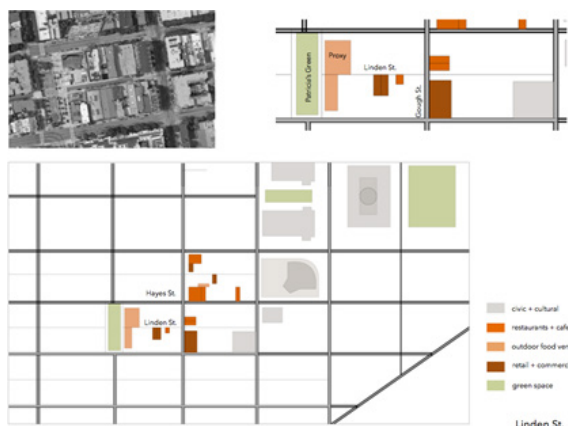 Patricia's Green
Proxy
Linden St.
Gough St.
Hayes St.
Linden St.
civic + cultural
restaurants + cafe
outdoor food ven
retail + commerc
green space
Linden St.